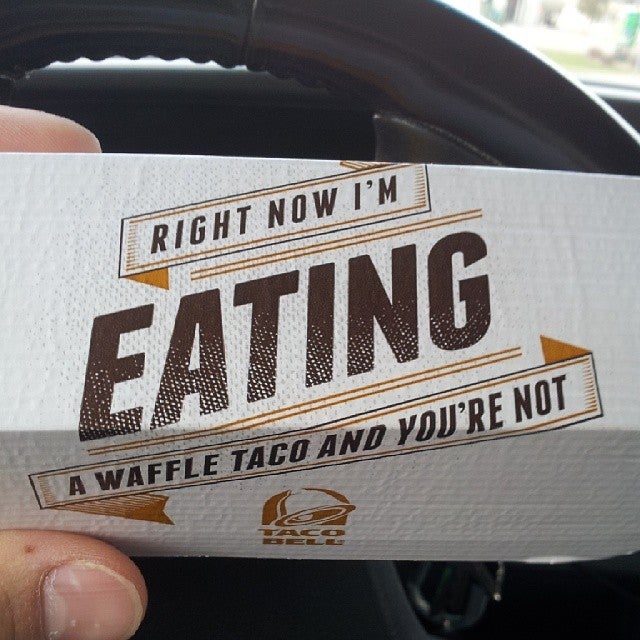 RIGHT NOW I'M
EATING
A WAFFLE TACO AND YOU'RE NOT
TACO
BELL